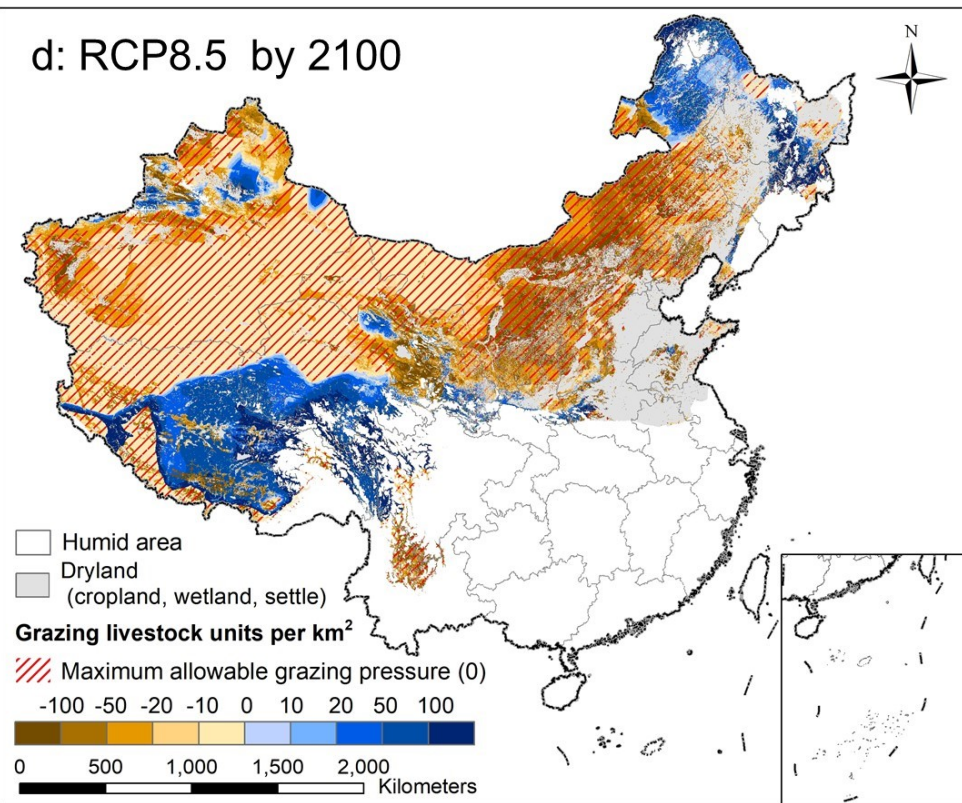 d: RCP8.5 by 2100
N
Humid area
Dryland
(cropland, wetland, settle)
Grazing livestock units per km²
Maximum allowable grazing pressure (0)
-100 -50 -20 -10 0 10 20 50 100
0 500 1,000 1,500 2,000
Kilometers